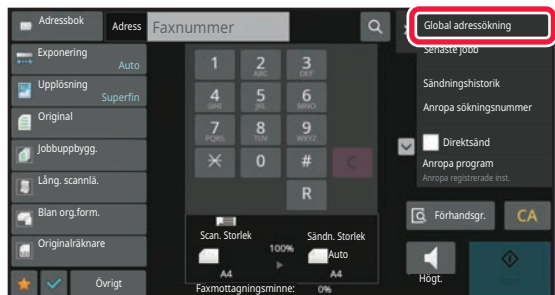 Adressbok
Adress
Faxnummer
Global adressökning
Senaste jobb
Exponering
Auto
Upplösning
Superfin
Original
Jobbuppbygg.
Lång. scannlä.
Blan org.form.
Originalräknare
Övrigt
1
2 ABC
3 DEF
4 GHI
5 JKL
6 MNO
7 PQRS
8 TUV
9 WXYZ
0
#
C
R
Sändningshistorik
Anropa sökningsnummer
Direktsänd
Anropa program
Anropa registrerade inst.
Förhandsgr.
CA
Scan. Storlek
100%
Sändn. Storlek
Auto
A4
A4
Faxmottagningsminne: 0%
Högt.
Start